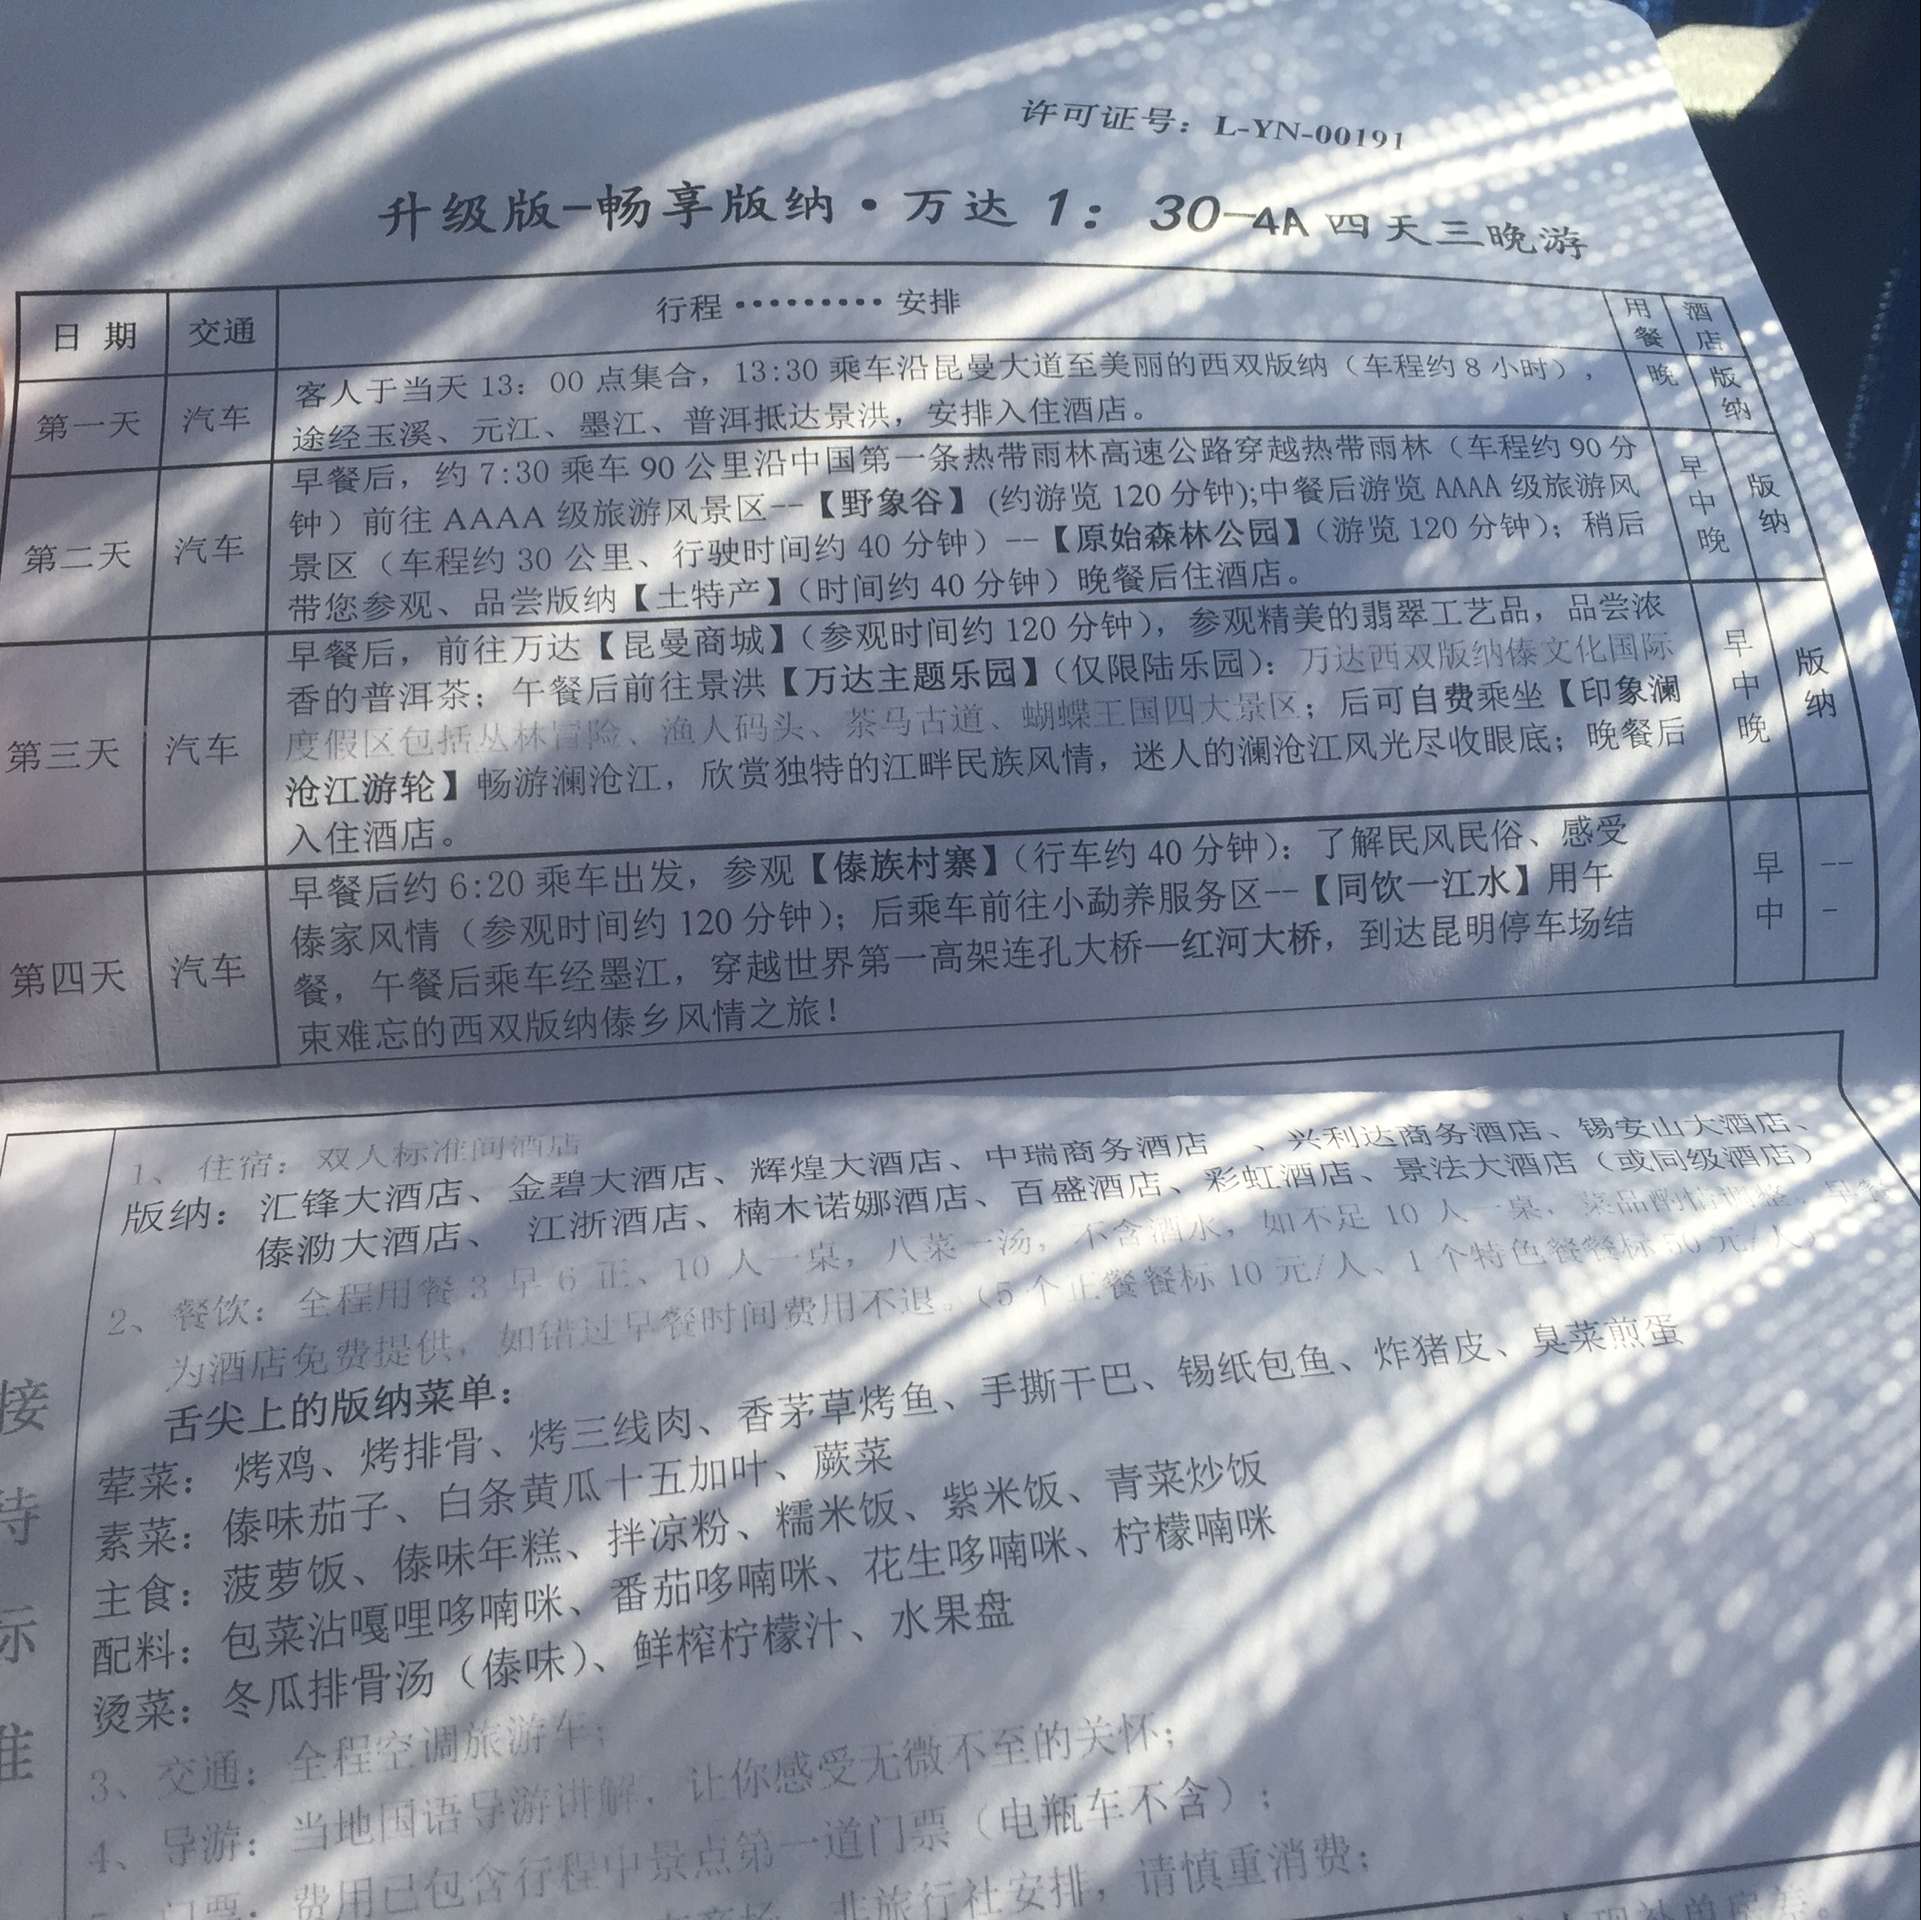 许可证号：L-YN-00191
升级版-畅享版纳·万达 1：30-4A 四天三晚游
日 期 交通 行程·········安排 用餐 酒店
第一天 汽车 客人于当天 13：00 点集合，13:30 乘车沿昆曼大道至美丽的西双版纳（车程约 8 小时），
途经玉溪、元江、墨江、普洱抵达景洪，安排入住酒店。 晚 版纳
第二天 汽车 早餐后，约 7:30 乘车 90 公里沿中国第一条热带雨林高速公路穿越热带雨林（车程约 90 分
钟）前往 AAAA 级旅游风景区--【野象谷】(约游览 120 分钟);中餐后游览 AAAA 级旅游风
景区（车程约 30 公里、行驶时间约 40 分钟）--【原始森林公园】（游览 120 分钟）；稍后
带您参观、品尝版纳【土特产】（时间约 40 分钟）晚餐后住酒店。 早中晚 版纳
第三天 汽车 早餐后，前往万达【昆曼商城】（参观时间约 120 分钟），参观精美的翡翠工艺品，品尝浓
香的普洱茶；午餐后前往景洪【万达主题乐园】（仅限陆乐园）：万达西双版纳傣文化国际
度假区包括丛林冒险、渔人码头、茶马古道、蝴蝶王国四大景区；后可自费乘坐【印象澜
沧江游轮】畅游澜沧江，欣赏独特的江畔民族风情，迷人的澜沧江风光尽收眼底；晚餐后
入住酒店。 早中晚 版纳
第四天 汽车 早餐后约 6:20 乘车出发，参观【傣族村寨】（行车约 40 分钟）：了解民风民俗、感受
傣家风情（参观时间约 120 分钟）；后乘车前往小勐养服务区--【同饮一江水】用午
餐，午餐后乘车经墨江，穿越世界第一高架连孔大桥—红河大桥，到达昆明停车场结
束难忘的西双版纳傣乡风情之旅！ 早中 ---
接待标准
1、住宿：双人标准间酒店
版纳：汇锋大酒店、金碧大酒店、辉煌大酒店、中瑞商务酒店 、兴利达商务酒店、锡安山大酒店、
傣泐大酒店、 江浙酒店、楠木诺娜酒店、百盛酒店、彩虹酒店、景法大酒店（或同级酒店）
2、餐饮：全程用餐 3 早 6 正、10 人一桌，八菜一汤，不含酒水，如不足 10 人一桌，菜品酌情调整，早餐
为酒店免费提供，如错过早餐时间费用不退。（5 个正餐餐标 10 元/人、1 个特色餐餐标 50 元/人）
舌尖上的版纳菜单：
荤菜： 烤鸡、烤排骨、烤三线肉、香茅草烤鱼、手撕干巴、锡纸包鱼、炸猪皮、臭菜煎蛋
素菜：傣味茄子、白条黄瓜十五加叶、蕨菜
主食：菠萝饭、傣味年糕、拌凉粉、糯米饭、紫米饭、青菜炒饭
配料：包菜沾嘎哩哆喃咪、番茄哆喃咪、花生哆喃咪、柠檬喃咪
烫菜：冬瓜排骨汤（傣味）、鲜榨柠檬汁、水果盘
3、交通：全程空调旅游车；
4、导游：当地国语导游讲解，让你感受无微不至的关怀；
门票：费用已包含行程中景点第一道门票（电瓶车不含）；
非旅行社安排，请慎重消费；